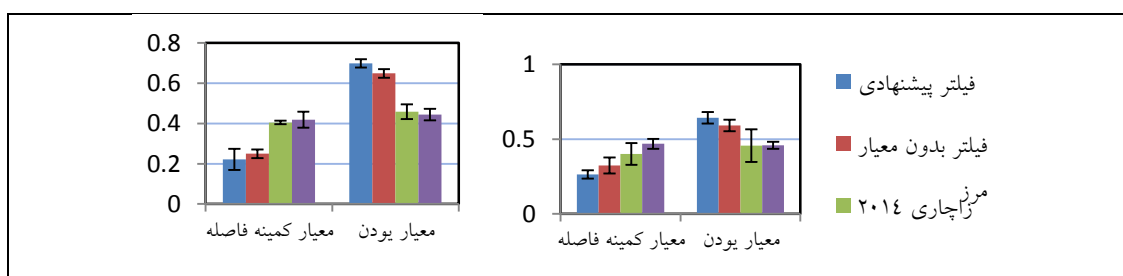 0.8
0.6
0.4
0.2
0
معیار کمینه فاصله
معیار یودن
1
0.5
0
معیار کمینه فاصله
معیار یودن
فیلتر پیشنهادی
فیلتر بدون معیار
مرز
زاچاری ۲۰۱٤